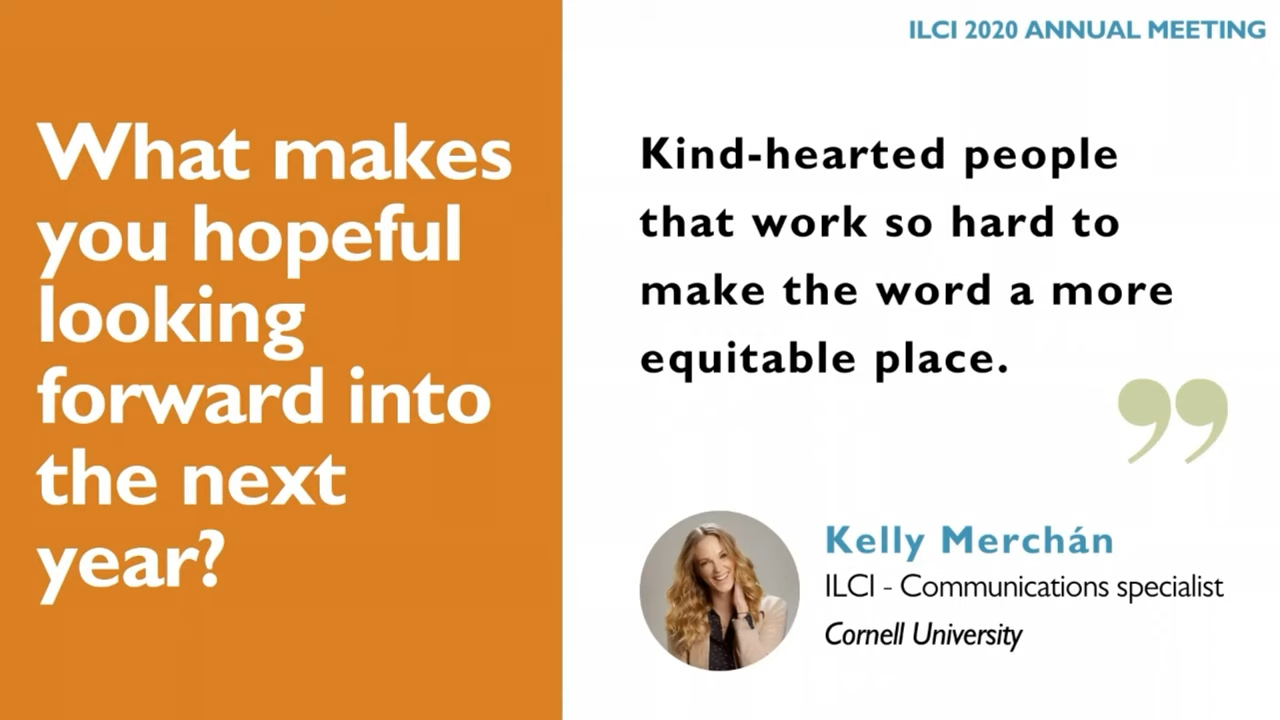 ILCI 2020 ANNUAL MEETING
What makes
you hopeful
looking
forward into
the next
year?
Kind-hearted people
that work so hard to
make the word a more
equitable place.
”
Kelly Merchán
ILCI - Communications specialist
Cornell University